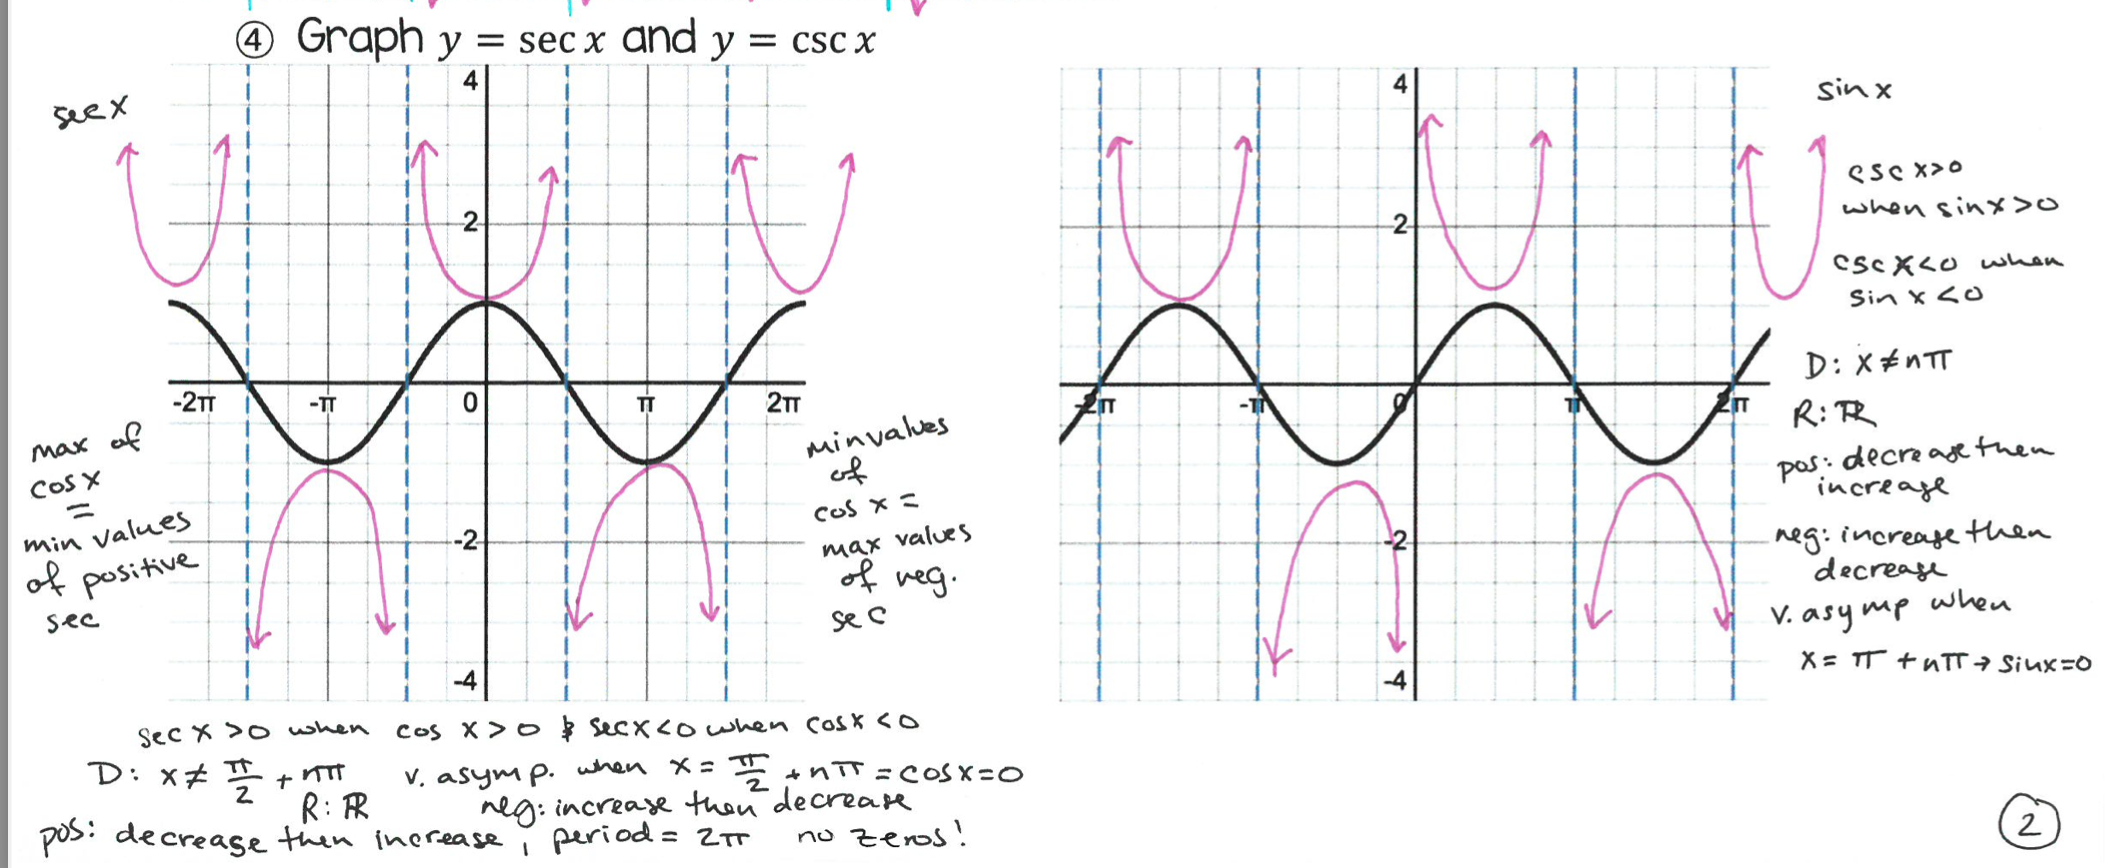 ④ Graph y = sec x and y = csc x
sec x
4
2
-2π
-π
0
π
2π
-2
-4
max of
cos x
=
min values
of positive
sec
min values
of
cos x =
max values
of neg.
sec
sec x >0 when cos x >0 & sec x <0 when cos x <0
D: x ≠ π/2 + nπ v. asymp. when x = π/2 + nπ = cos x = 0
R: ℝ neg: increase then decrease
pos: decrease then increase, period = 2π no zeros!
4
2
-2π
-π
0
π
2π
-2
-4
sin x
csc x>0
when sin x >0
csc x<0 when
sin x <0
D: x ≠ nπ
R: ℝ
pos: decrease then
increase
neg: increase then
decrease
v. asymp when
x = π + nπ → sin x = 0
2